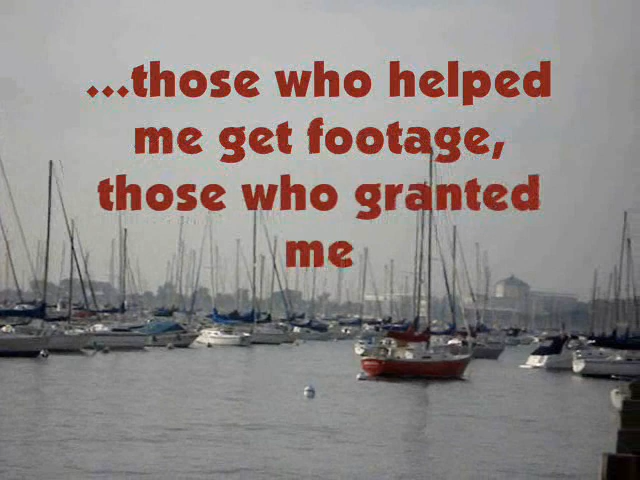 ...those who helped
me get footage,
those who granted
me